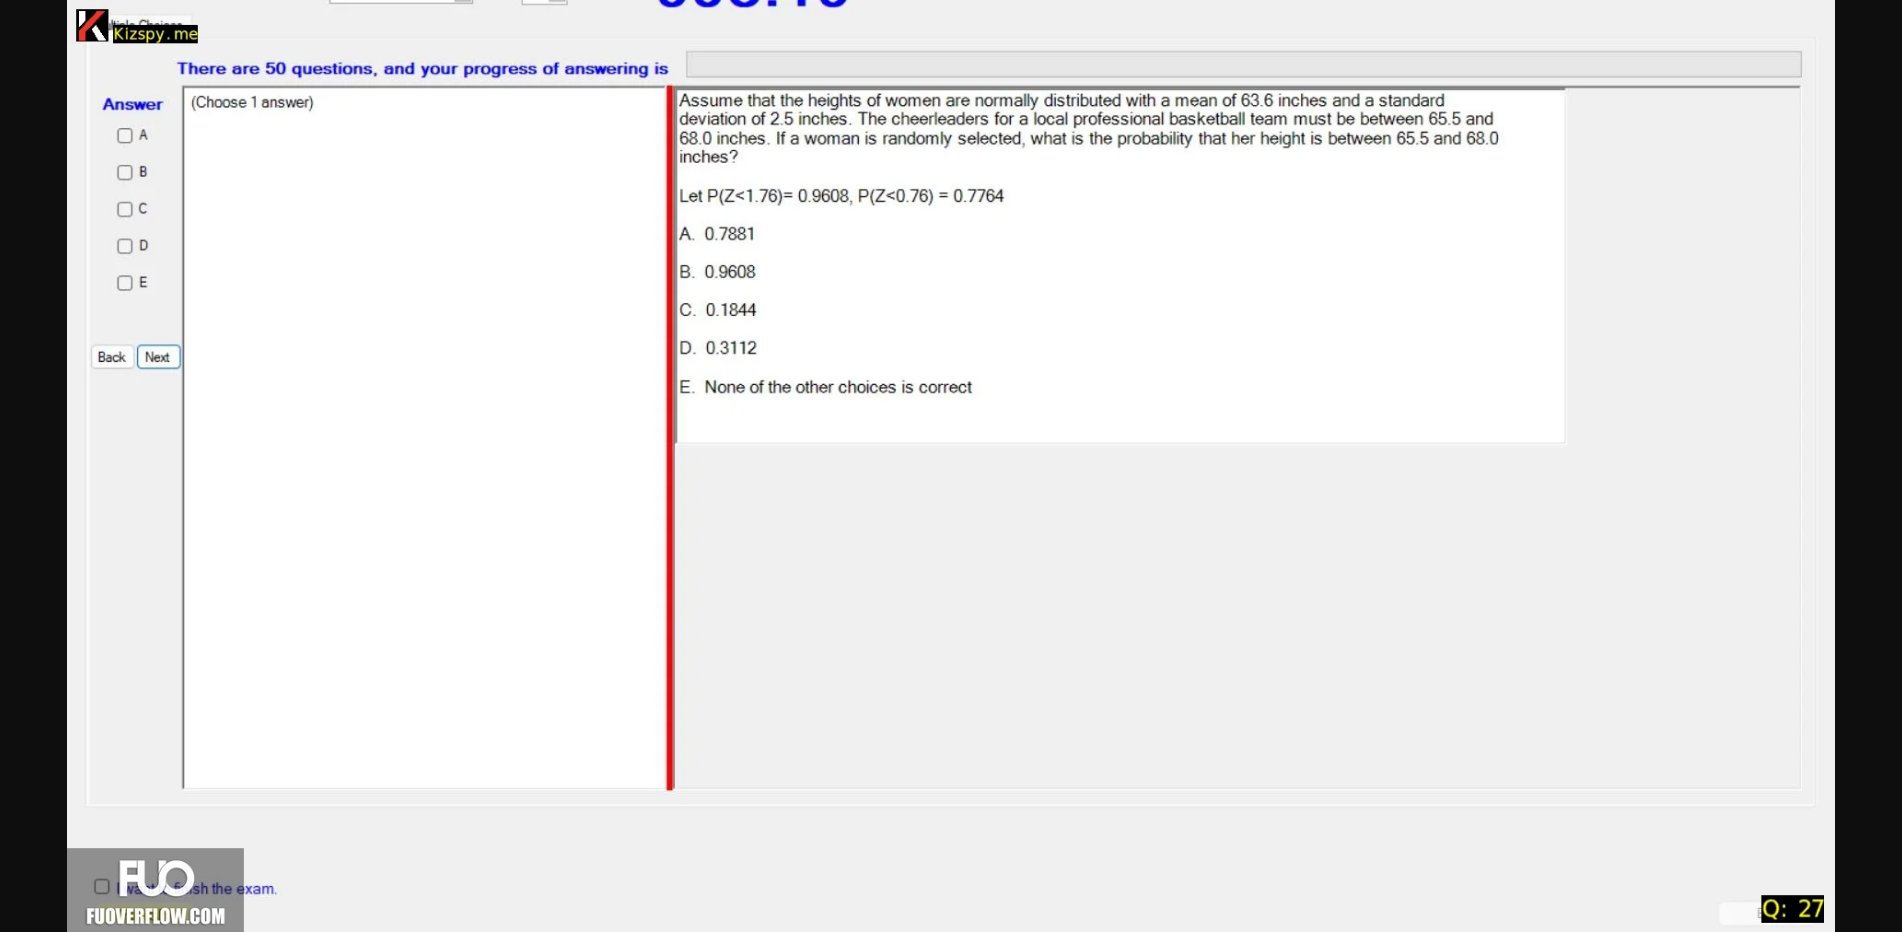 Kizspy.me
There are 50 questions, and your progress of answering is
Answer
(Choose 1 answer)
A
B
C
D
E
Back Next
Assume that the heights of women are normally distributed with a mean of 63.6 inches and a standard
deviation of 2.5 inches. The cheerleaders for a local professional basketball team must be between 65.5 and
68.0 inches. If a woman is randomly selected, what is the probability that her height is between 65.5 and 68.0
inches?
Let P(Z<1.76)= 0.9608, P(Z<0.76) = 0.7764
A. 0.7881
B. 0.9608
C. 0.1844
D. 0.3112
E. None of the other choices is correct
FUO
the exam.
FUOVERFLOW.COM
Q: 27